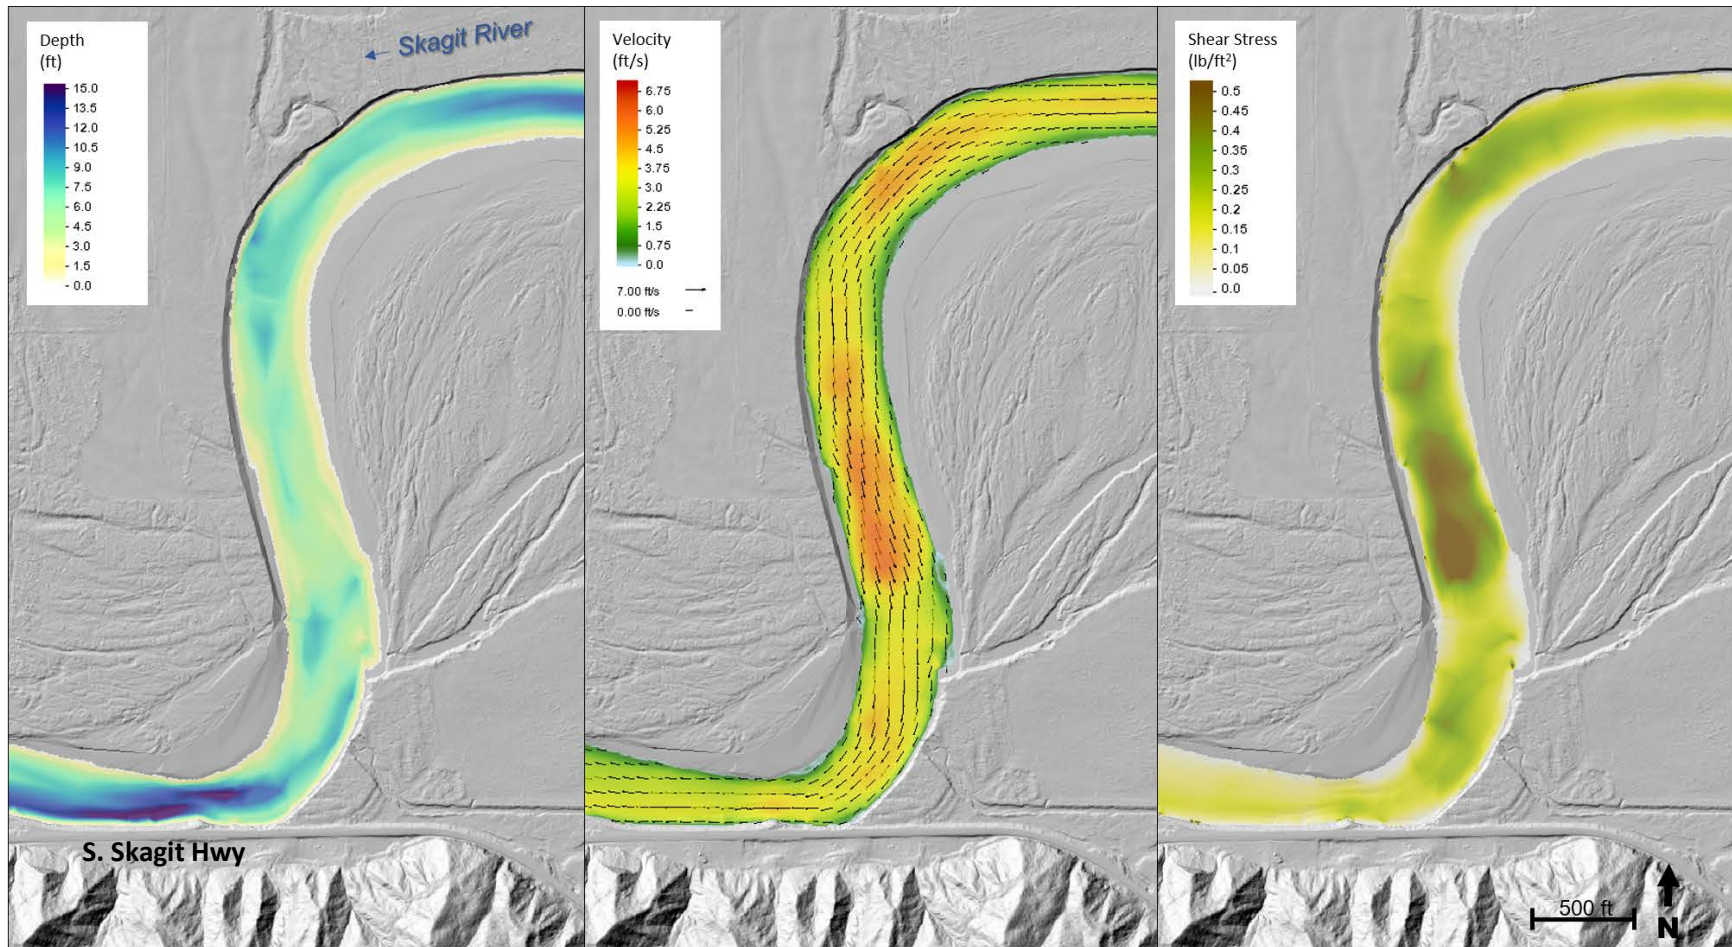 Depth
(ft)
15.0
13.5
12.0
10.5
9.0
7.5
6.0
4.5
3.0
1.5
0.0
← Skagit River
S. Skagit Hwy
Velocity
(ft/s)
6.75
6.0
5.25
4.5
3.75
3.0
2.25
1.5
0.75
0.0
7.00 ft/s
0.00 ft/s
Shear Stress
(lb/ft²)
0.5
0.45
0.4
0.35
0.3
0.25
0.2
0.15
0.1
0.05
0.0
500 ft
N